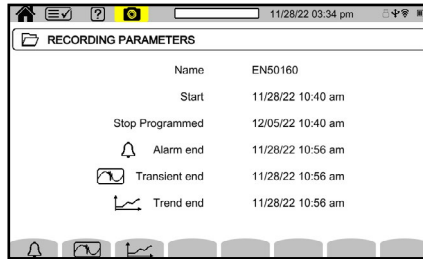 11/28/22 03:34 pm
RECORDING PARAMETERS
Name EN50160
Start 11/28/22 10:40 am
Stop Programmed 12/05/22 10:40 am
Alarm end 11/28/22 10:56 am
Transient end 11/28/22 10:56 am
Trend end 11/28/22 10:56 am